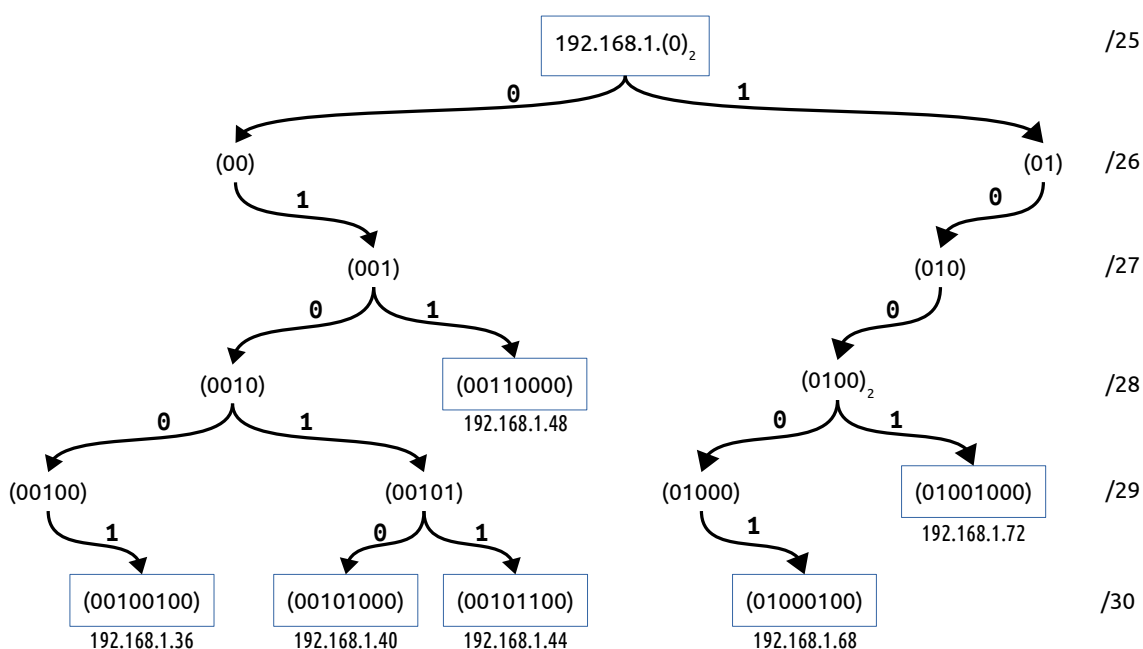 192.168.1.(0)₂ /25
0 1
(00) (01) /26
1 0
(001) (010) /27
0 1 0
(0010) (00110000) (0100)₂ /28
192.168.1.48
0 1 0 1
(00100) (00101) (01000) (01001000) /29
192.168.1.72
1 0 1 1
(00100100) (00101000) (00101100) (01000100) /30
192.168.1.36 192.168.1.40 192.168.1.44 192.168.1.68